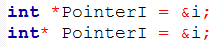 int *PointerI = &i;
int* PointerI = &i;